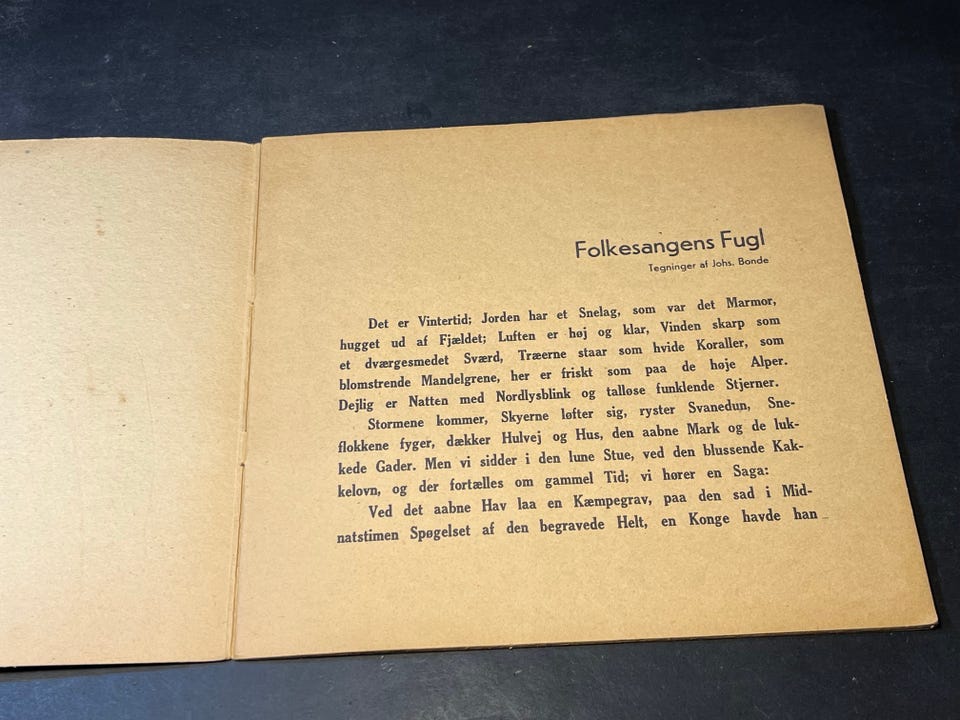 Folkesangens Fugl
Tegninger af Johs. Bonde
Det er Vintertid; Jorden har et Snelag, som var det Marmor,
hugget ud af Fjældet; Luften er høj og klar, Vinden skarp som
et dværgesmedet Sværd, Træerne staar som hvide Koraller, som
blomstrende Mandelgrene, her er friskt som paa de høje Alper.
Dejlig er Natten med Nordlysblink og talløse funklende Stjerner.
Stormene kommer, Skyerne løfter sig, ryster Svanedun, Sne-
flokkene fyger, dækker Hulvej og Hus, den aabne Mark og de luk-
kede Gader. Men vi sidder i den lune Stue, ved den blussende Kak-
kelovn, og der fortælles om gammel Tid; vi hører en Saga:
Ved det aabne Hav laa en Kæmpegrav, paa den sad i Mid-
natstimen Spøgelset af den begravede Helt, en Konge havde han